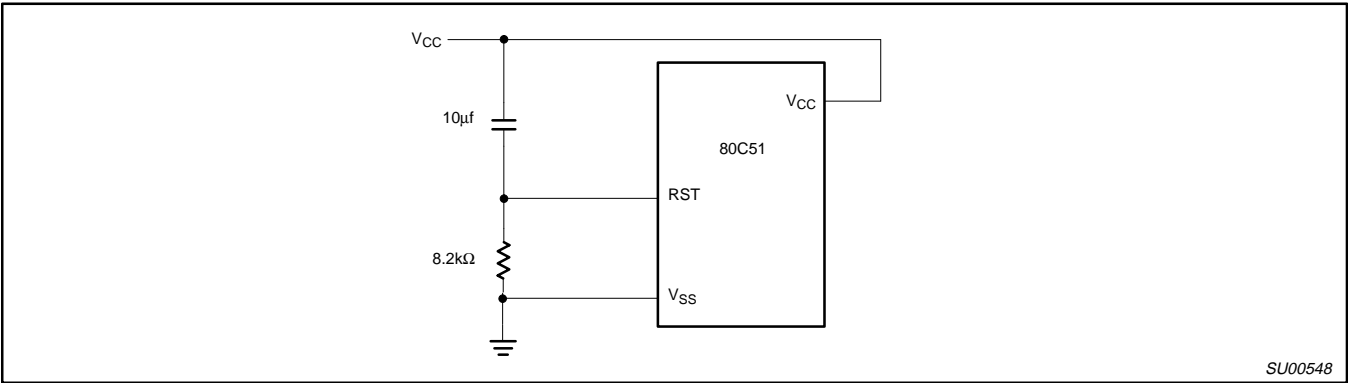 VCC
VCC
10µf
80C51
RST
8.2kΩ
VSS
SU00548